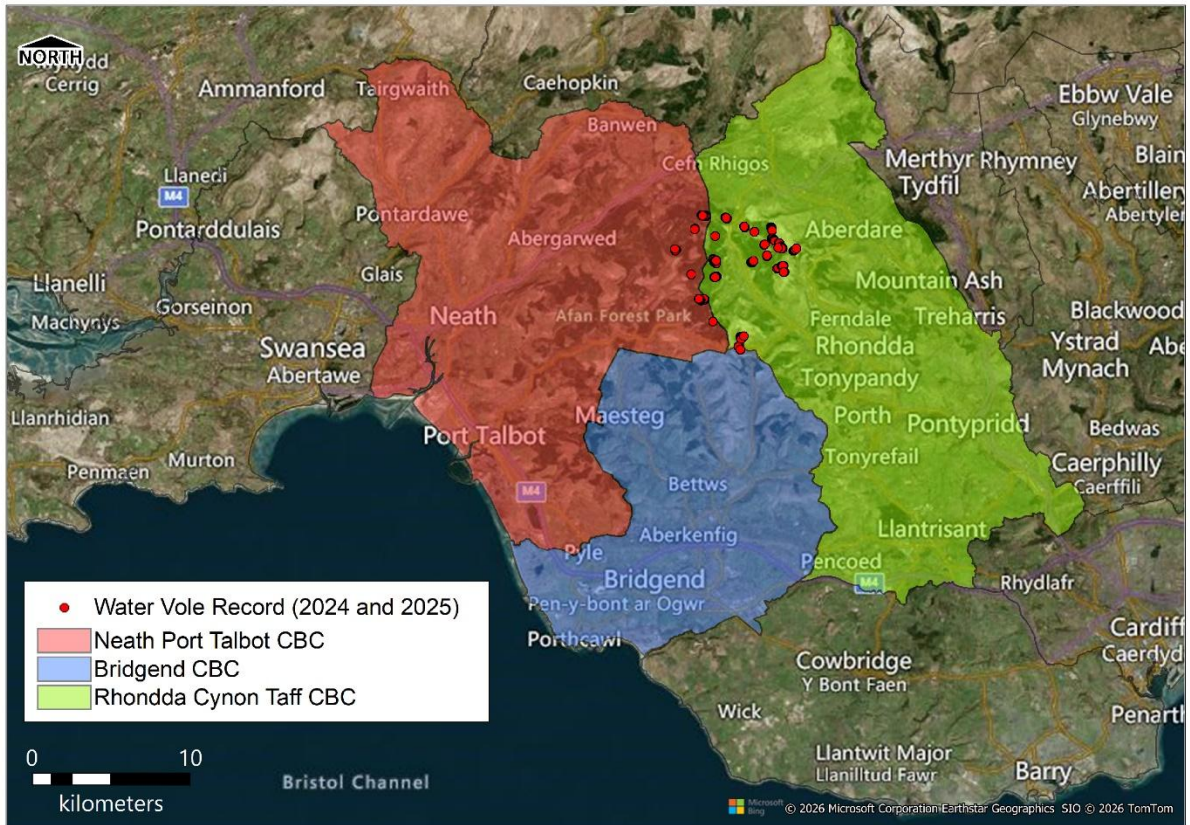 NORTH
Cerrig
Ammanford
Tairgwaith
Caehopkin
Ebbw Vale
Glynebwy
Banwen
Cefn Rhigos
Merthyr
Tydfil
Rhymney
Blain
Llanedi
M4
Abertillery
Abertyler
Pontardawe
Pontarddulais
Abergarwed
Aberdare
Glais
Llanelli
Gorseinon
Mountain Ash
Machynys
Neath
Afan Forest Park
Ferndale
Treharris
Blackwood
Swansea
Abertawe
Rhondda
Ystrad
Mynach
Abe
Tonypandy
Llanrhidian
Maesteg
Porth
Pontypridd
Port Talbot
Bedwas
Murton
Penmaen
Tonyrefail
Caerphilly
Caerffili
Bettws
M4
Llantrisant
Aberkenfig
Pyle
Pencoed
Bridgend
M4
Rhydlafr
Pen-y-bont ar Ogwr
Porthcawl
Cardiff
Caerdyd
Cowbridge
Y Bont Faen
Wick
Penarth
Llantwit Major
Llanilltud Fawr
Barry
Water Vole Record (2024 and 2025)
Neath Port Talbot CBC
Bridgend CBC
Rhondda Cynon Taff CBC
0 10
kilometers
Bristol Channel
Microsoft
Bing
© 2026 Microsoft Corporation Earthstar Geographics SIO © 2026 TomTom